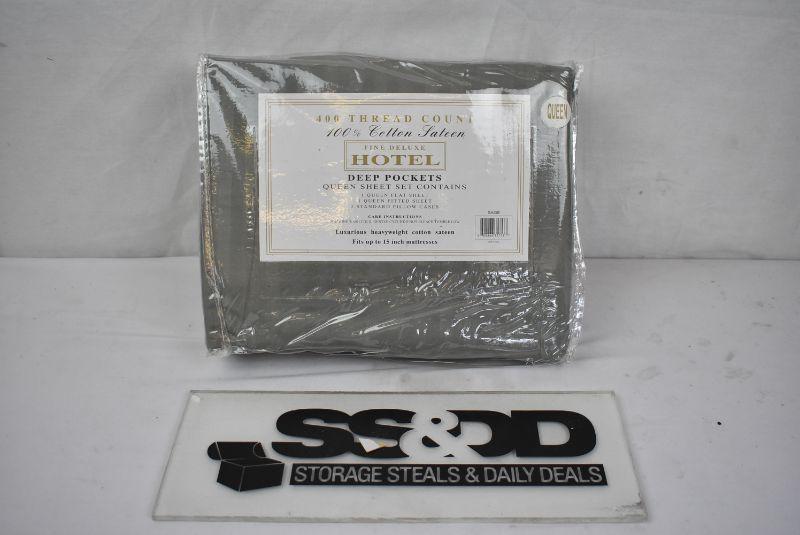 QUEEN
400 THREAD COUNT
100% Cotton Sateen
FINE DELUXE
HOTEL
DEEP POCKETS
QUEEN SHEET SET CONTAINS
1 QUEEN FLAT SHEET
1 QUEEN FITTED SHEET
2 STANDARD PILLOW CASES
CARE INSTRUCTIONS
Luxurious heavyweight cotton sateen
Fits up to 15 inch mattresses
SS&DD
STORAGE STEALS & DAILY DEALS